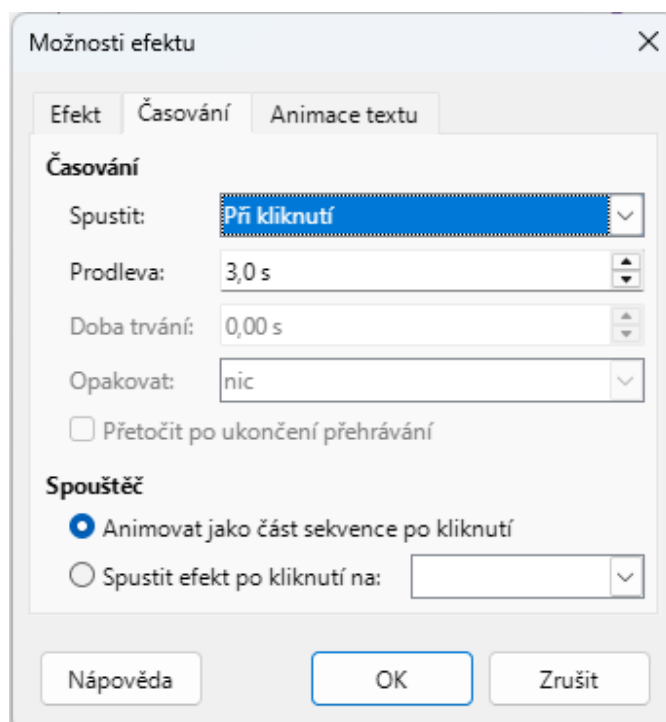 Možnosti efektu
Efekt Časování Animace textu
Časování
Spustit: Při kliknutí
Prodleva: 3,0 s
Doba trvání: 0,00 s
Opakovat: nic
Přetočit po ukončení přehrávání
Spouštěč
Animovat jako část sekvence po kliknutí
Spustit efekt po kliknutí na:
Nápověda OK Zrušit